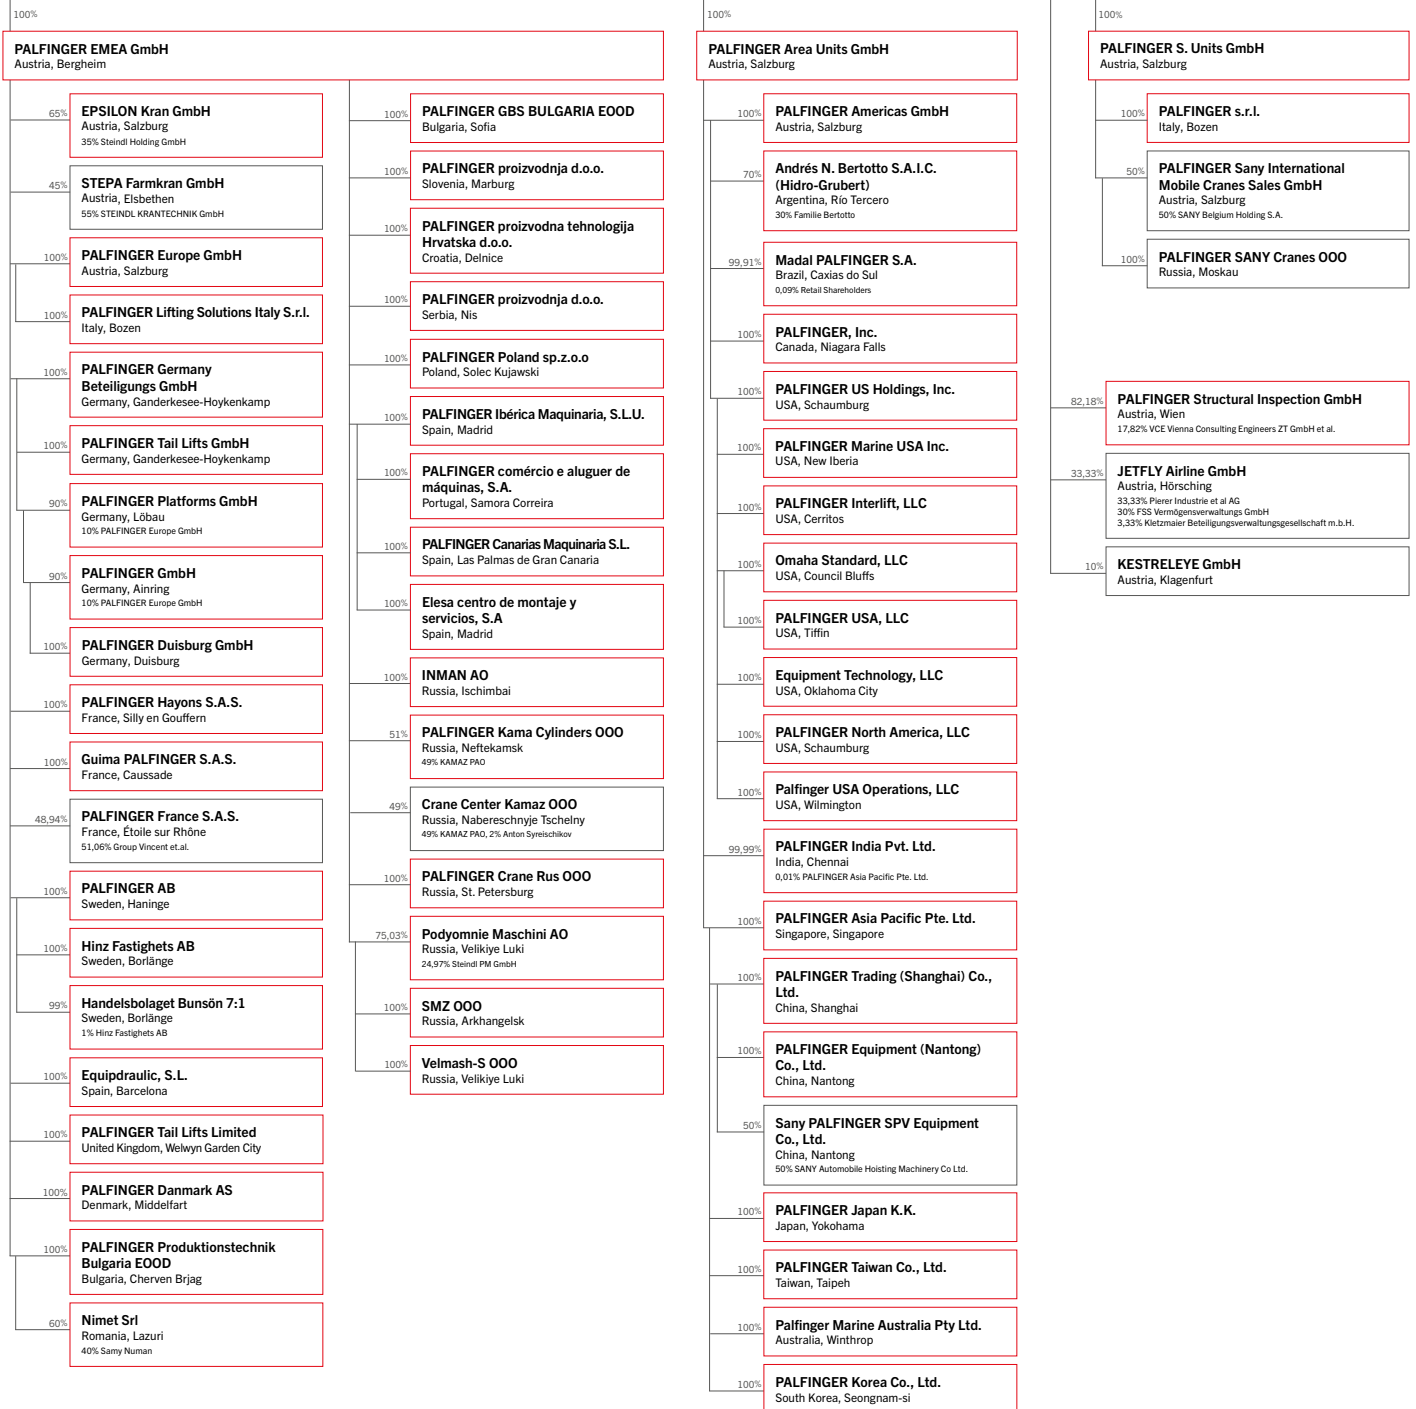 100%
PALFINGER EMEA GmbH
Austria, Bergheim
65%
EPSILON Kran GmbH
Austria, Salzburg
35% Steindl Holding GmbH
45%
STEPA Farmkran GmbH
Austria, Elsbethen
55% STEINDL KRANTECHNIK GmbH
100%
PALFINGER Europe GmbH
Austria, Salzburg
100%
PALFINGER Lifting Solutions Italy S.r.l.
Italy, Bozen
100%
PALFINGER Germany
Beteiligungs GmbH
Germany, Ganderkesee-Hoykenkamp
100%
PALFINGER Tail Lifts GmbH
Germany, Ganderkesee-Hoykenkamp
90%
PALFINGER Platforms GmbH
Germany, Löbau
10% PALFINGER Europe GmbH
90%
PALFINGER GmbH
Germany, Ainring
10% PALFINGER Europe GmbH
100%
PALFINGER Duisburg GmbH
Germany, Duisburg
100%
PALFINGER Hayons S.A.S.
France, Silly en Gouffern
100%
Guima PALFINGER S.A.S.
France, Caussade
48,94%
PALFINGER France S.A.S.
France, Étoile sur Rhône
51,06% Group Vincent et.al.
100%
PALFINGER AB
Sweden, Haninge
100%
Hinz Fastighets AB
Sweden, Borlänge
99%
Handelsbolaget Bunsön 7:1
Sweden, Borlänge
1% Hinz Fastighets AB
100%
Equipdraulic, S.L.
Spain, Barcelona
100%
PALFINGER Tail Lifts Limited
United Kingdom, Welwyn Garden City
100%
PALFINGER Danmark AS
Denmark, Middelfart
100%
PALFINGER Produktionstechnik
Bulgaria EOOD
Bulgaria, Cherven Brjag
60%
Nimet Srl
Romania, Lazuri
40% Samy Numan
100%
PALFINGER GBS BULGARIA EOOD
Bulgaria, Sofia
100%
PALFINGER proizvodnja d.o.o.
Slovenia, Marburg
100%
PALFINGER proizvodna tehnologija
Hrvatska d.o.o.
Croatia, Delnice
100%
PALFINGER proizvodnja d.o.o.
Serbia, Nis
100%
PALFINGER Poland sp.z.o.o
Poland, Solec Kujawski
100%
PALFINGER Ibérica Maquinaria, S.L.U.
Spain, Madrid
100%
PALFINGER comércio e aluguer de
máquinas, S.A.
Portugal, Samora Correira
100%
PALFINGER Canarias Maquinaria S.L.
Spain, Las Palmas de Gran Canaria
100%
Elesa centro de montaje y
servicios, S.A
Spain, Madrid
100%
INMAN AO
Russia, Ischimbai
51%
PALFINGER Kama Cylinders OOO
Russia, Neftekamsk
49% KAMAZ PAO
49%
Crane Center Kamaz OOO
Russia, Nabereschnyje Tschelny
49% KAMAZ PAO, 2% Anton Syreischikov
100%
PALFINGER Crane Rus OOO
Russia, St. Petersburg
75,03%
Podyomnie Maschini AO
Russia, Velikiye Luki
24,97% Steindl PM GmbH
100%
SMZ OOO
Russia, Arkhangelsk
100%
Velmash-S OOO
Russia, Velikiye Luki
100%
PALFINGER Area Units GmbH
Austria, Salzburg
100%
PALFINGER Americas GmbH
Austria, Salzburg
70%
Andrés N. Bertotto S.A.I.C.
(Hidro-Grubert)
Argentina, Río Tercero
30% Familie Bertotto
99,91%
Madal PALFINGER S.A.
Brazil, Caxias do Sul
0,09% Retail Shareholders
100%
PALFINGER, Inc.
Canada, Niagara Falls
100%
PALFINGER US Holdings, Inc.
USA, Schaumburg
100%
PALFINGER Marine USA Inc.
USA, New Iberia
100%
PALFINGER Interlift, LLC
USA, Cerritos
100%
Omaha Standard, LLC
USA, Council Bluffs
100%
PALFINGER USA, LLC
USA, Tiffin
100%
Equipment Technology, LLC
USA, Oklahoma City
100%
PALFINGER North America, LLC
USA, Schaumburg
100%
Palfinger USA Operations, LLC
USA, Wilmington
99,99%
PALFINGER India Pvt. Ltd.
India, Chennai
0,01% PALFINGER Asia Pacific Pte. Ltd.
100%
PALFINGER Asia Pacific Pte. Ltd.
Singapore, Singapore
100%
PALFINGER Trading (Shanghai) Co.,
Ltd.
China, Shanghai
100%
PALFINGER Equipment (Nantong)
Co., Ltd.
China, Nantong
50%
Sany PALFINGER SPV Equipment
Co., Ltd.
China, Nantong
50% SANY Automobile Hoisting Machinery Co Ltd.
100%
PALFINGER Japan K.K.
Japan, Yokohama
100%
PALFINGER Taiwan Co., Ltd.
Taiwan, Taipeh
100%
Palfinger Marine Australia Pty Ltd.
Australia, Winthrop
100%
PALFINGER Korea Co., Ltd.
South Korea, Seongnam-si
100%
PALFINGER S. Units GmbH
Austria, Salzburg
100%
PALFINGER s.r.l.
Italy, Bozen
50%
PALFINGER Sany International
Mobile Cranes Sales GmbH
Austria, Salzburg
50% SANY Belgium Holding S.A.
100%
PALFINGER SANY Cranes OOO
Russia, Moskau
82,18%
PALFINGER Structural Inspection GmbH
Austria, Wien
17,82% VCE Vienna Consulting Engineers ZT GmbH et al.
33,33%
JETFLY Airline GmbH
Austria, Hörsching
33,33% Pierer Industrie et al AG
30% FSS Vermögensverwaltungs GmbH
3,33% Kletzmaier Beteiligungsverwaltungsgesellschaft m.b.H.
10%
KESTRELEYE GmbH
Austria, Klagenfurt